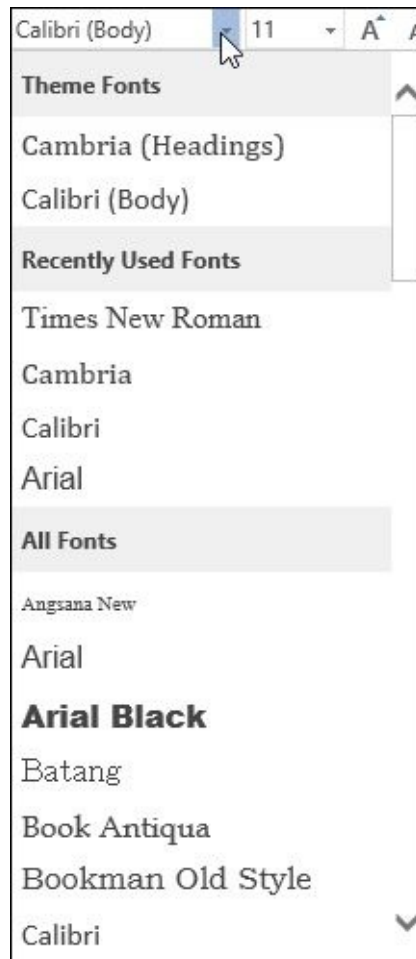 Calibri (Body) 11 A
Theme Fonts
Cambria (Headings)
Calibri (Body)
Recently Used Fonts
Times New Roman
Cambria
Calibri
Arial
All Fonts
Angsana New
Arial
Arial Black
Batang
Book Antiqua
Bookman Old Style
Calibri